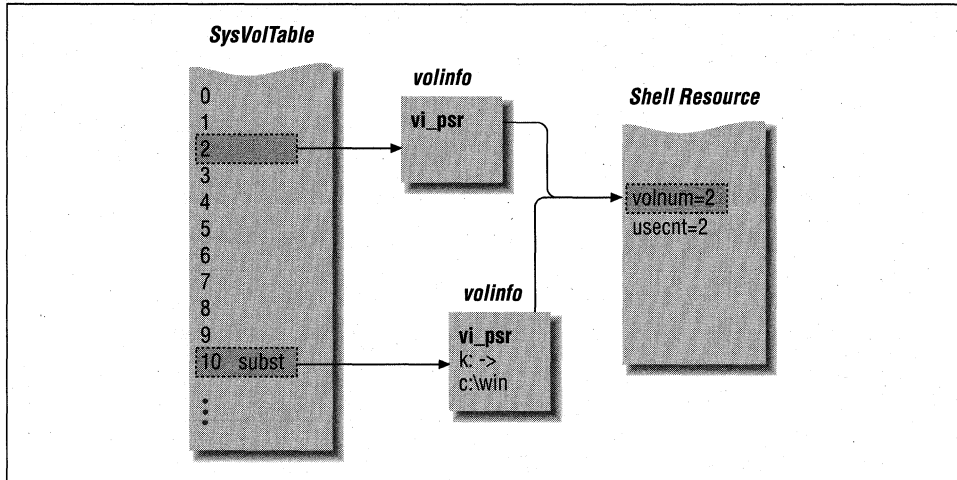 SysVolTable
0
1
2
3
4
5
6
7
8
9
10 subst
volinfo
vi_psr
volinfo
vi_psr
k: ->
c:\win
Shell Resource
volnum=2
usecnt=2